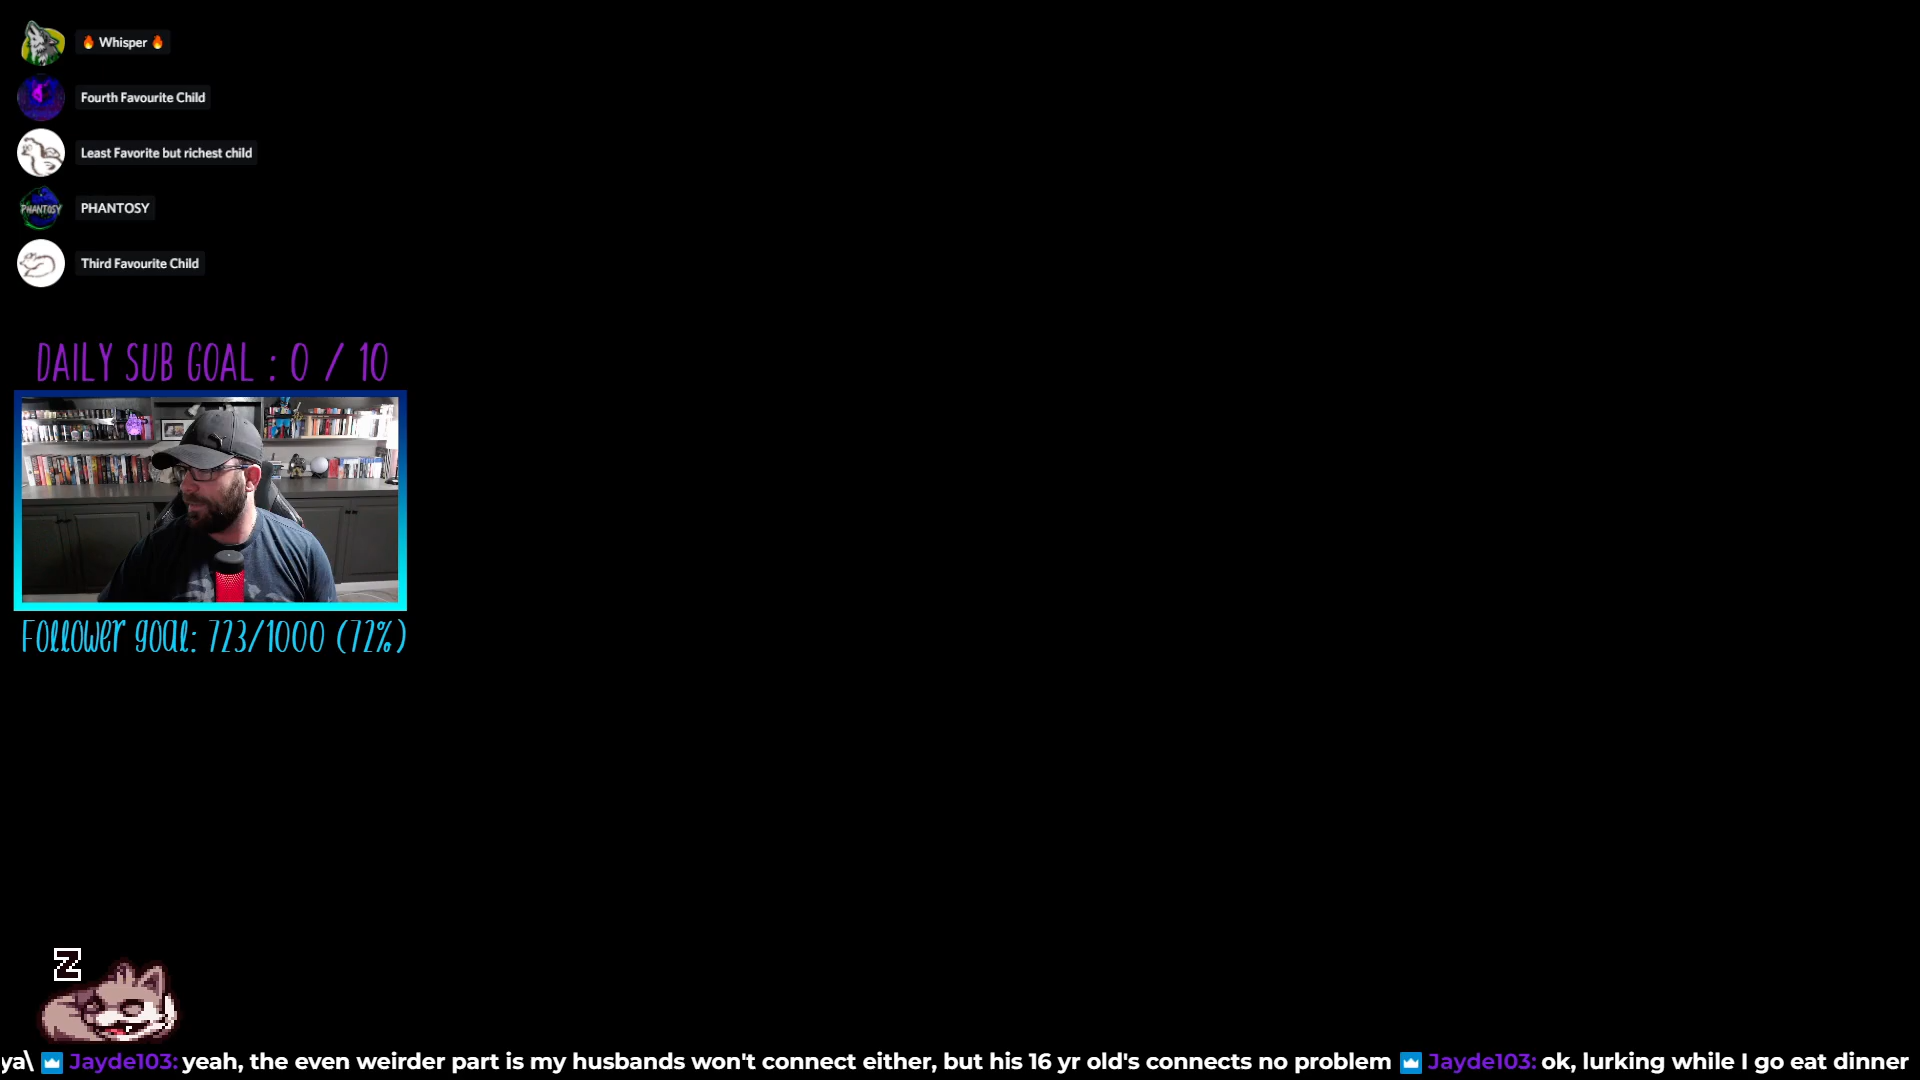 🔥 Whisper 🔥
Fourth Favourite Child
Least Favorite but richest child
PHANTOSY
PHANTOSY
Third Favourite Child
DAILY SUB GOAL : 0 / 10
Follower goal: 723/1000 (72%)
Z
ya\ Jayde103: yeah, the even weirder part is my husbands won't connect either, but his 16 yr old's connects no problem Jayde103: ok, lurking while I go eat dinner